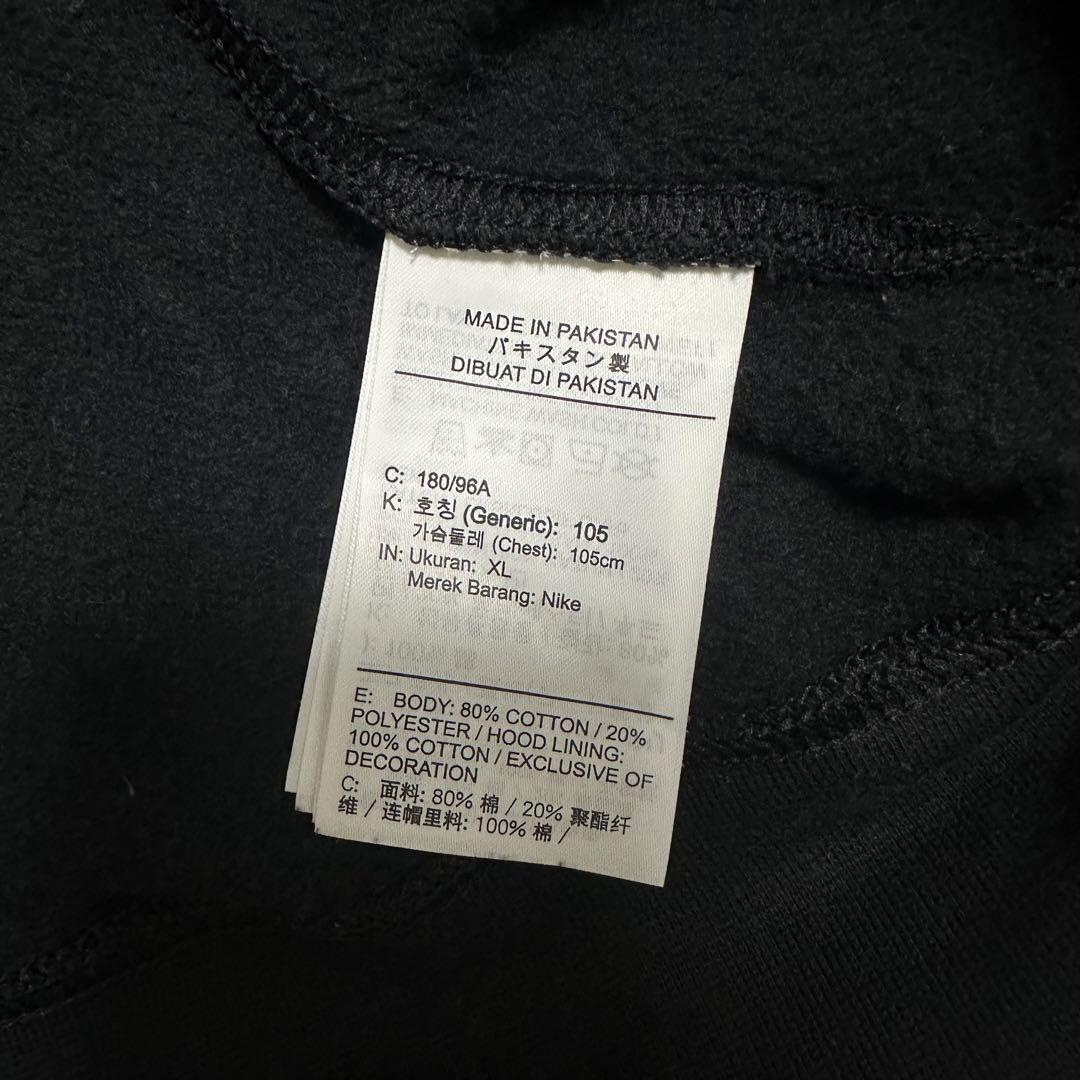 MADE IN PAKISTAN
パキスタン製
DIBUAT DI PAKISTAN
C: 180/96A
K: 호칭 (Generic): 105
가슴둘레 (Chest): 105cm
IN: Ukuran: XL
Merek Barang: Nike
E: BODY: 80% COTTON / 20%
POLYESTER / HOOD LINING:
100% COTTON / EXCLUSIVE OF
DECORATION
C: 面料: 80% 棉 / 20% 聚酯纤
维 / 连帽里料: 100% 棉 /